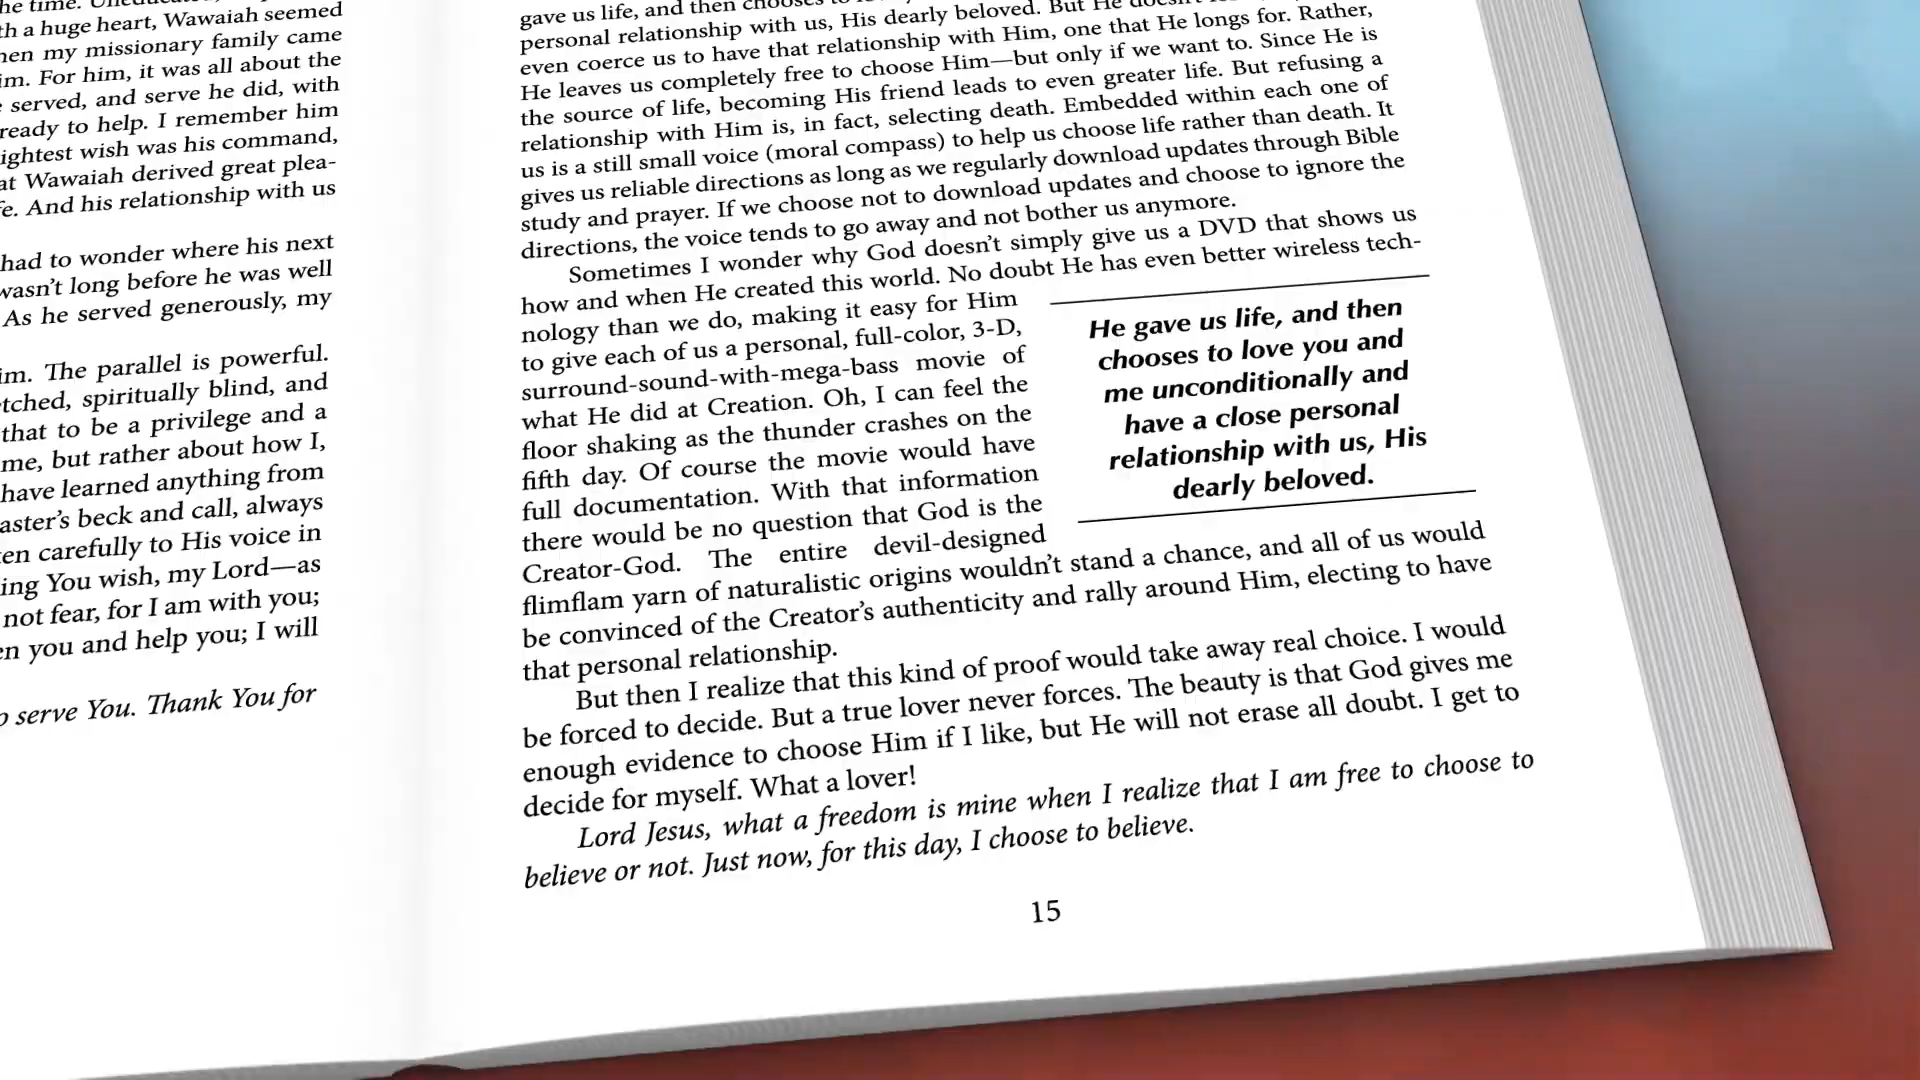 he time.
th a huge heart, Wawaiah seemed
hen my missionary family came
im. For him, it was all about the
e served, and serve he did, with
ready to help. I remember him
ightest wish was his command,
at Wawaiah derived great plea-
fe. And his relationship with us
had to wonder where his next
wasn’t long before he was well
As he served generously, my
im. The parallel is powerful.
tched, spiritually blind, and
that to be a privilege and a
me, but rather about how I,
have learned anything from
aster’s beck and call, always
ten carefully to His voice in
ing You wish, my Lord—as
not fear, for I am with you;
en you and help you; I will
o serve You. Thank You for
gave us life, and then chooses to
personal relationship with us, His dearly beloved. But He
even coerce us to have that relationship with Him, one that He longs for. Rather,
He leaves us completely free to choose Him—but only if we want to. Since He is
the source of life, becoming His friend leads to even greater life. But refusing a
relationship with Him is, in fact, selecting death. Embedded within each one of
us is a still small voice (moral compass) to help us choose life rather than death. It
gives us reliable directions as long as we regularly download updates through Bible
study and prayer. If we choose not to download updates and choose to ignore the
directions, the voice tends to go away and not bother us anymore.
Sometimes I wonder why God doesn’t simply give us a DVD that shows us
how and when He created this world. No doubt He has even better wireless tech-
nology than we do, making it easy for Him
to give each of us a personal, full-color, 3-D,
surround-sound-with-mega-bass movie of
what He did at Creation. Oh, I can feel the
floor shaking as the thunder crashes on the
fifth day. Of course the movie would have
full documentation. With that information
there would be no question that God is the
Creator-God. The entire devil-designed
flimflam yarn of naturalistic origins wouldn’t stand a chance, and all of us would
be convinced of the Creator’s authenticity and rally around Him, electing to have
that personal relationship.
He gave us life, and then
chooses to love you and
me unconditionally and
have a close personal
relationship with us, His
dearly beloved.
But then I realize that this kind of proof would take away real choice. I would
be forced to decide. But a true lover never forces. The beauty is that God gives me
enough evidence to choose Him if I like, but He will not erase all doubt. I get to
decide for myself. What a lover!
Lord Jesus, what a freedom is mine when I realize that I am free to choose to
believe or not. Just now, for this day, I choose to believe.
15